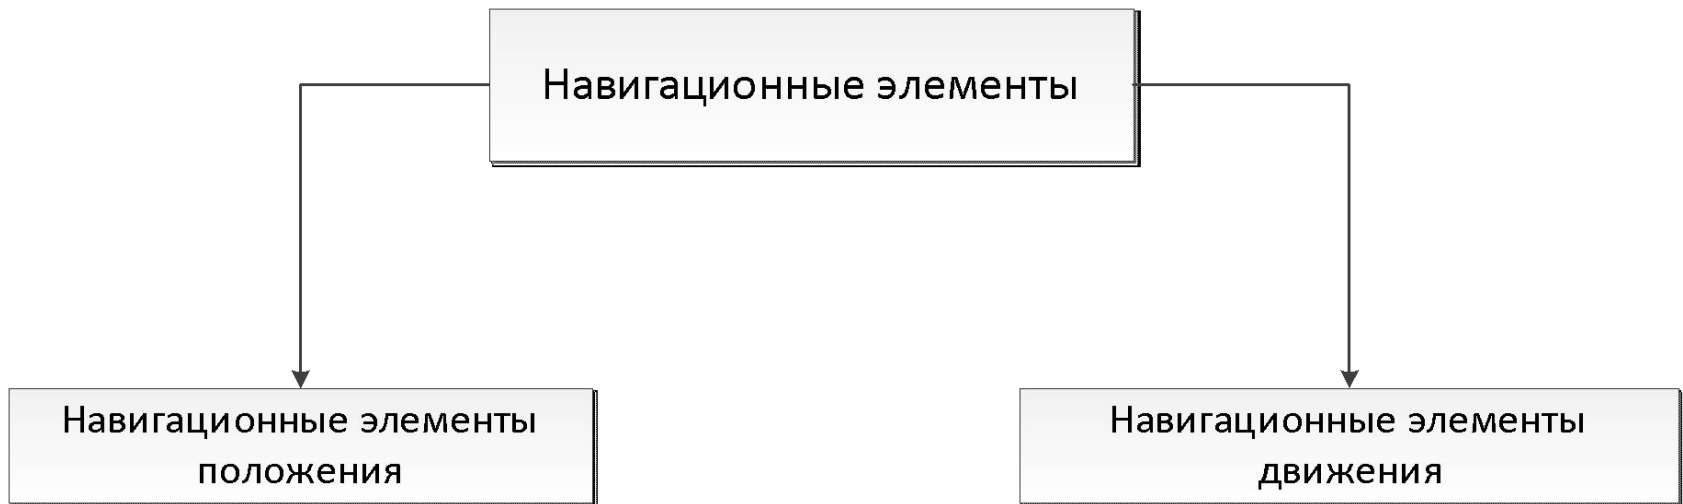 Навигационные элементы
Навигационные элементы
положения
Навигационные элементы
движения